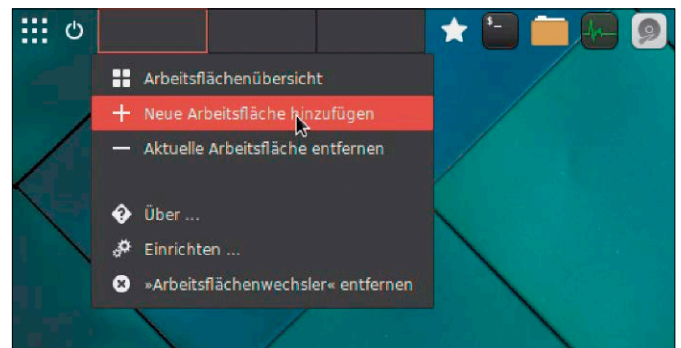 $_
Arbeitsflächenübersicht
Neue Arbeitsfläche hinzufügen
Aktuelle Arbeitsfläche entfernen
Über ...
Einrichten ...
»Arbeitsflächenwechsler« entfernen